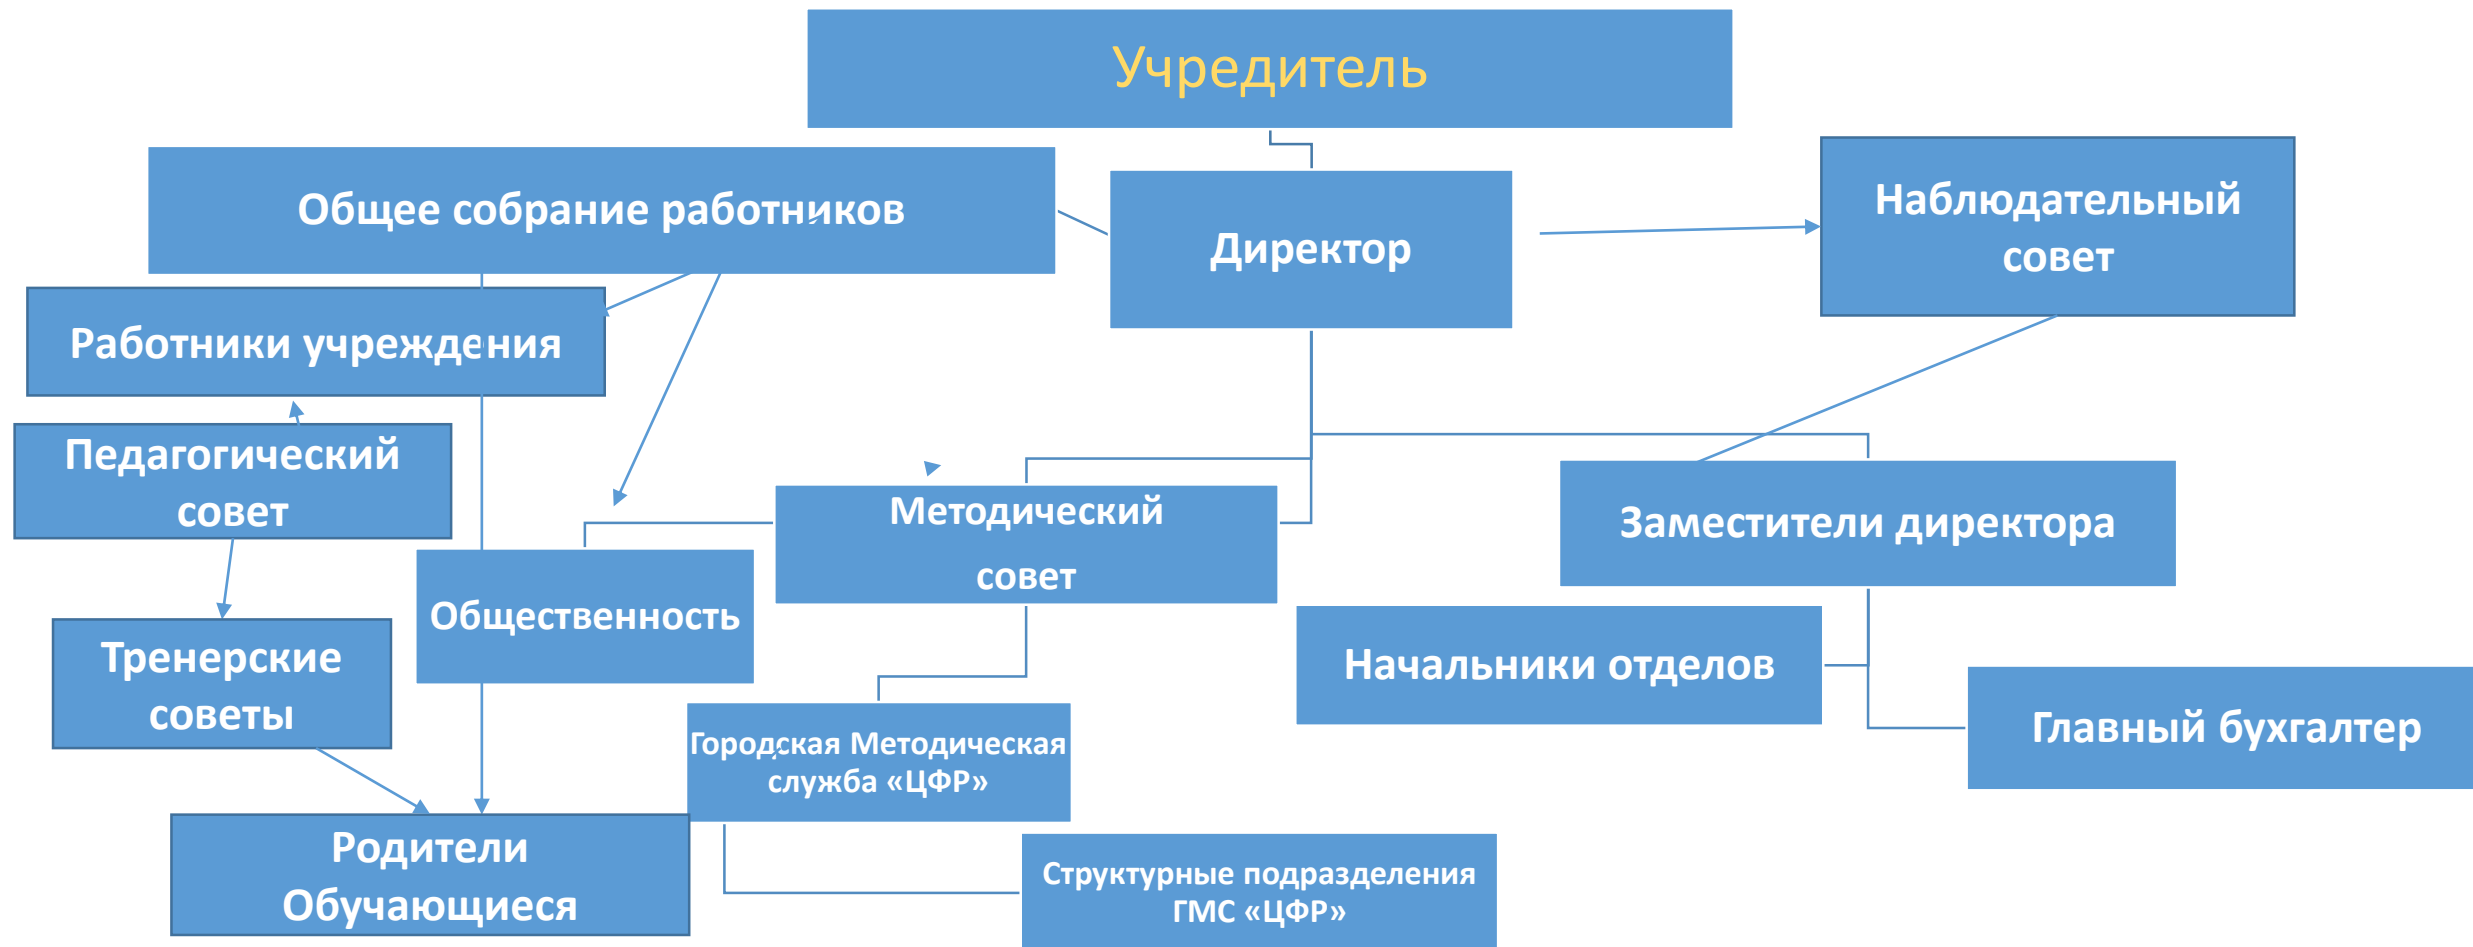 Учредитель
Общее собрание работников
Директор
Наблюдательный
совет
Работники учреждения
Педагогический
совет
Методический
совет
Заместители директора
Общественность
Тренерские
советы
Начальники отделов
Главный бухгалтер
Городская Методическая
служба «ЦФР»
Родители
Обучающиеся
Структурные подразделения
ГМС «ЦФР»